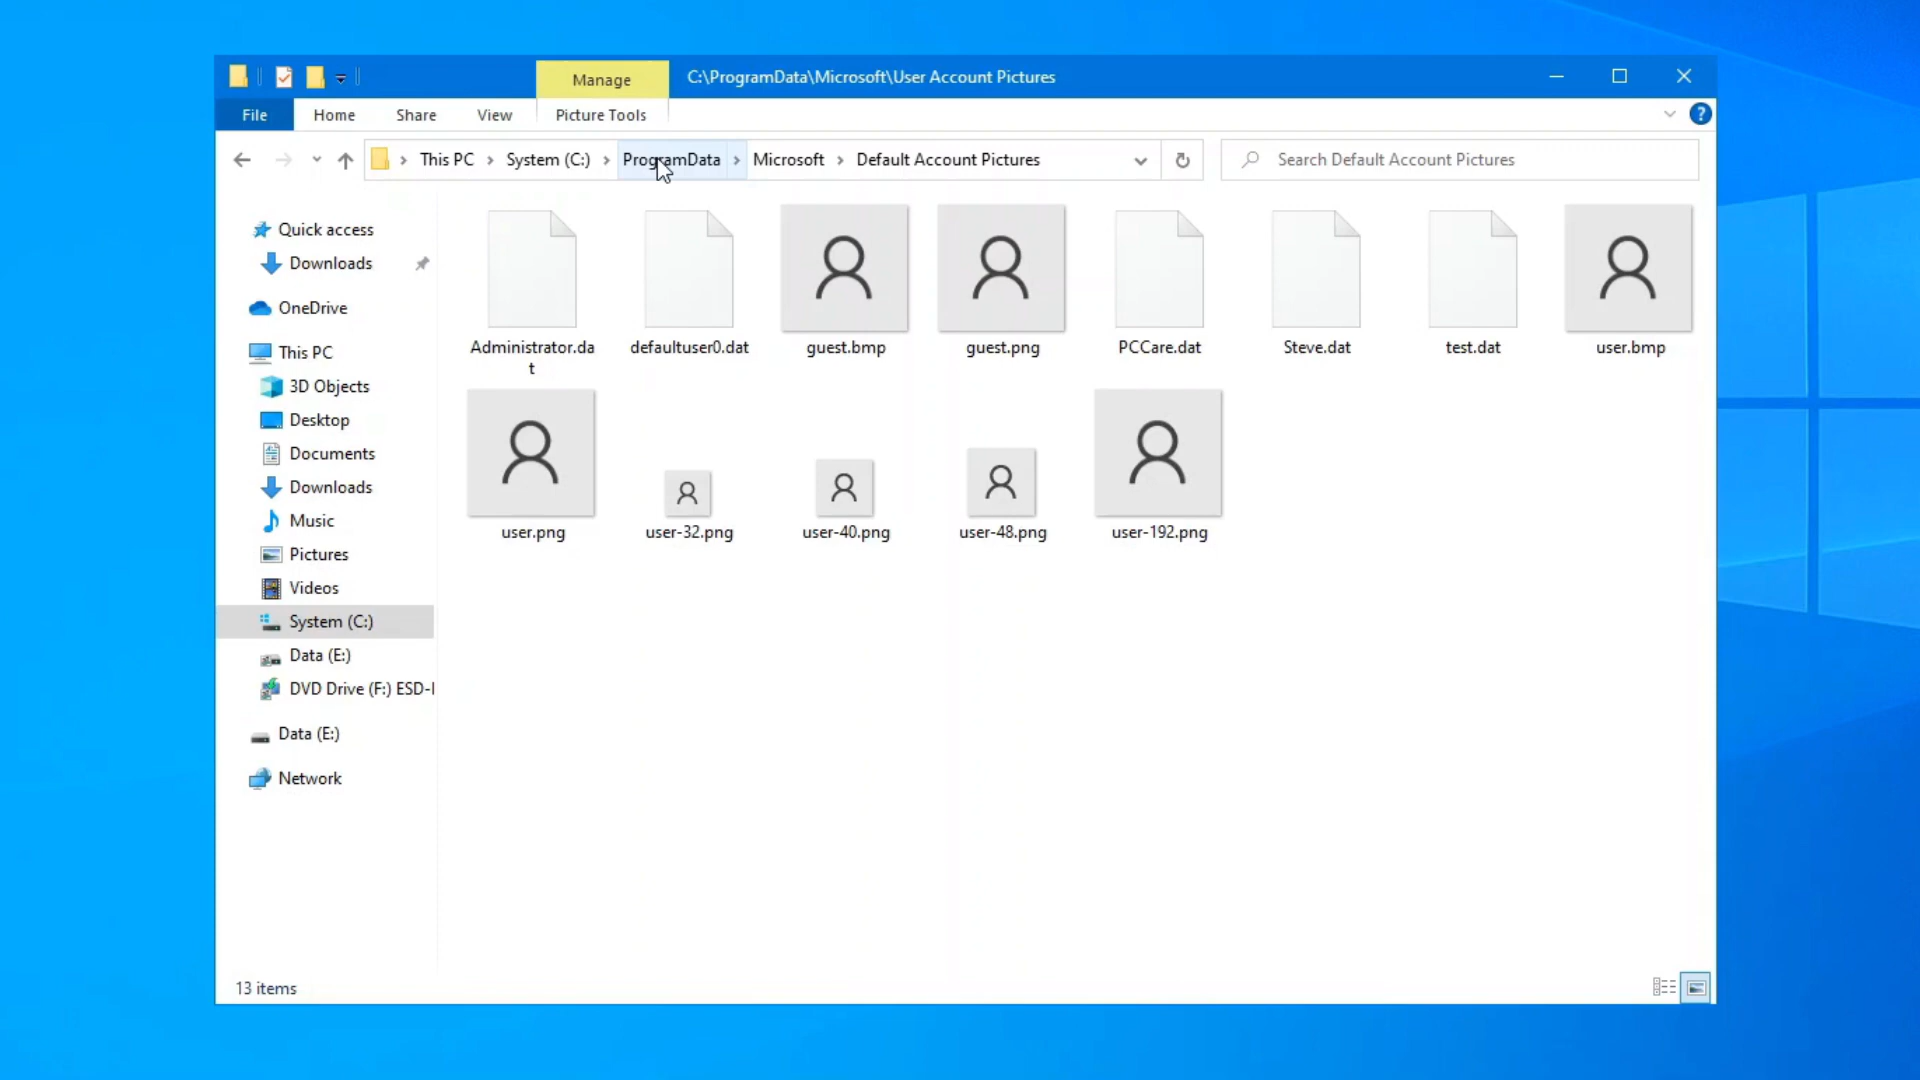 Manage
C:\ProgramData\Microsoft\User Account Pictures
File
Home
Share
View
Picture Tools
?
This PC
System (C:)
ProgramData
Microsoft
Default Account Pictures
Search Default Account Pictures
Quick access
Downloads
OneDrive
This PC
3D Objects
Desktop
Documents
Downloads
Music
Pictures
Videos
System (C:)
Data (E:)
DVD Drive (F:) ESD-I
Data (E:)
Network
Administrator.da
t
defaultuser0.dat
guest.bmp
guest.png
PCCare.dat
Steve.dat
test.dat
user.bmp
user.png
user-32.png
user-40.png
user-48.png
user-192.png
13 items